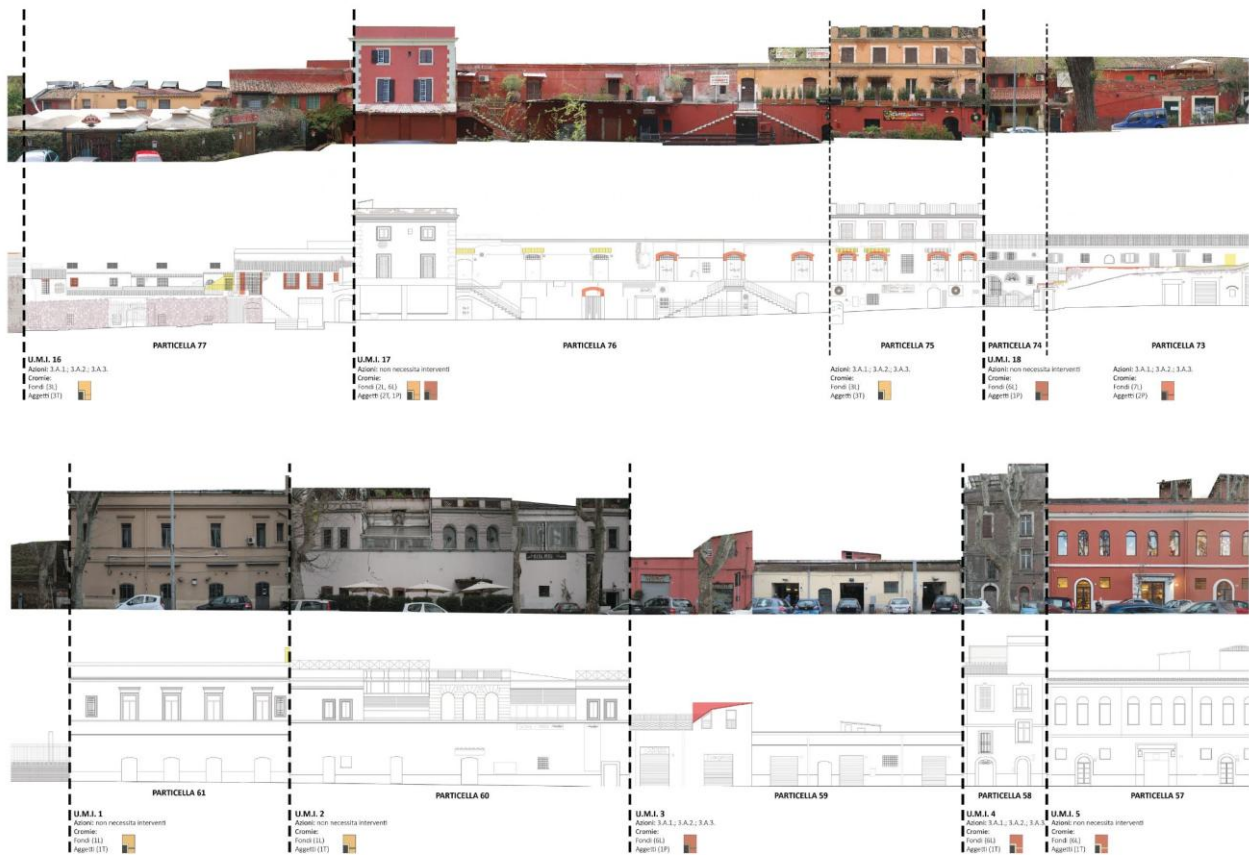 PARTICELLA 77
PARTICELLA 76
PARTICELLA 75
PARTICELLA 74
PARTICELLA 73
U.M.I. 16
Azioni: 3.A.1.; 3.A.2.; 3.A.3.
Cromie:
Fondi (3L)
Aggetti (3T)
U.M.I. 17
Azioni: non necessita interventi
Cromie:
Fondi (2L, 6L)
Aggetti (2T, 1P)
Azioni: 3.A.1.; 3.A.2.; 3.A.3.
Cromie:
Fondi (3L)
Aggetti (3T)
U.M.I. 18
Azioni: non necessita interventi
Cromie:
Fondi (6L)
Aggetti (1P)
Azioni: 3.A.1.; 3.A.2.; 3.A.3.
Cromie:
Fondi (7L)
Aggetti (2P)
PARTICELLA 61
PARTICELLA 60
PARTICELLA 59
PARTICELLA 58
PARTICELLA 57
U.M.I. 1
Azioni: non necessita interventi
Cromie:
Fondi (1L)
Aggetti (1T)
U.M.I. 2
Azioni: non necessita interventi
Cromie:
Fondi (1L)
Aggetti (1T)
U.M.I. 3
Azioni: 3.A.1.; 3.A.2.; 3.A.3.
Cromie:
Fondi (6L)
Aggetti (1P)
U.M.I. 4
Azioni: 3.A.1.; 3.A.2.; 3.A.3.
Cromie:
Fondi (6L)
Aggetti (1T)
U.M.I. 5
Azioni: non necessita interventi
Cromie:
Fondi (6L)
Aggetti (1T)